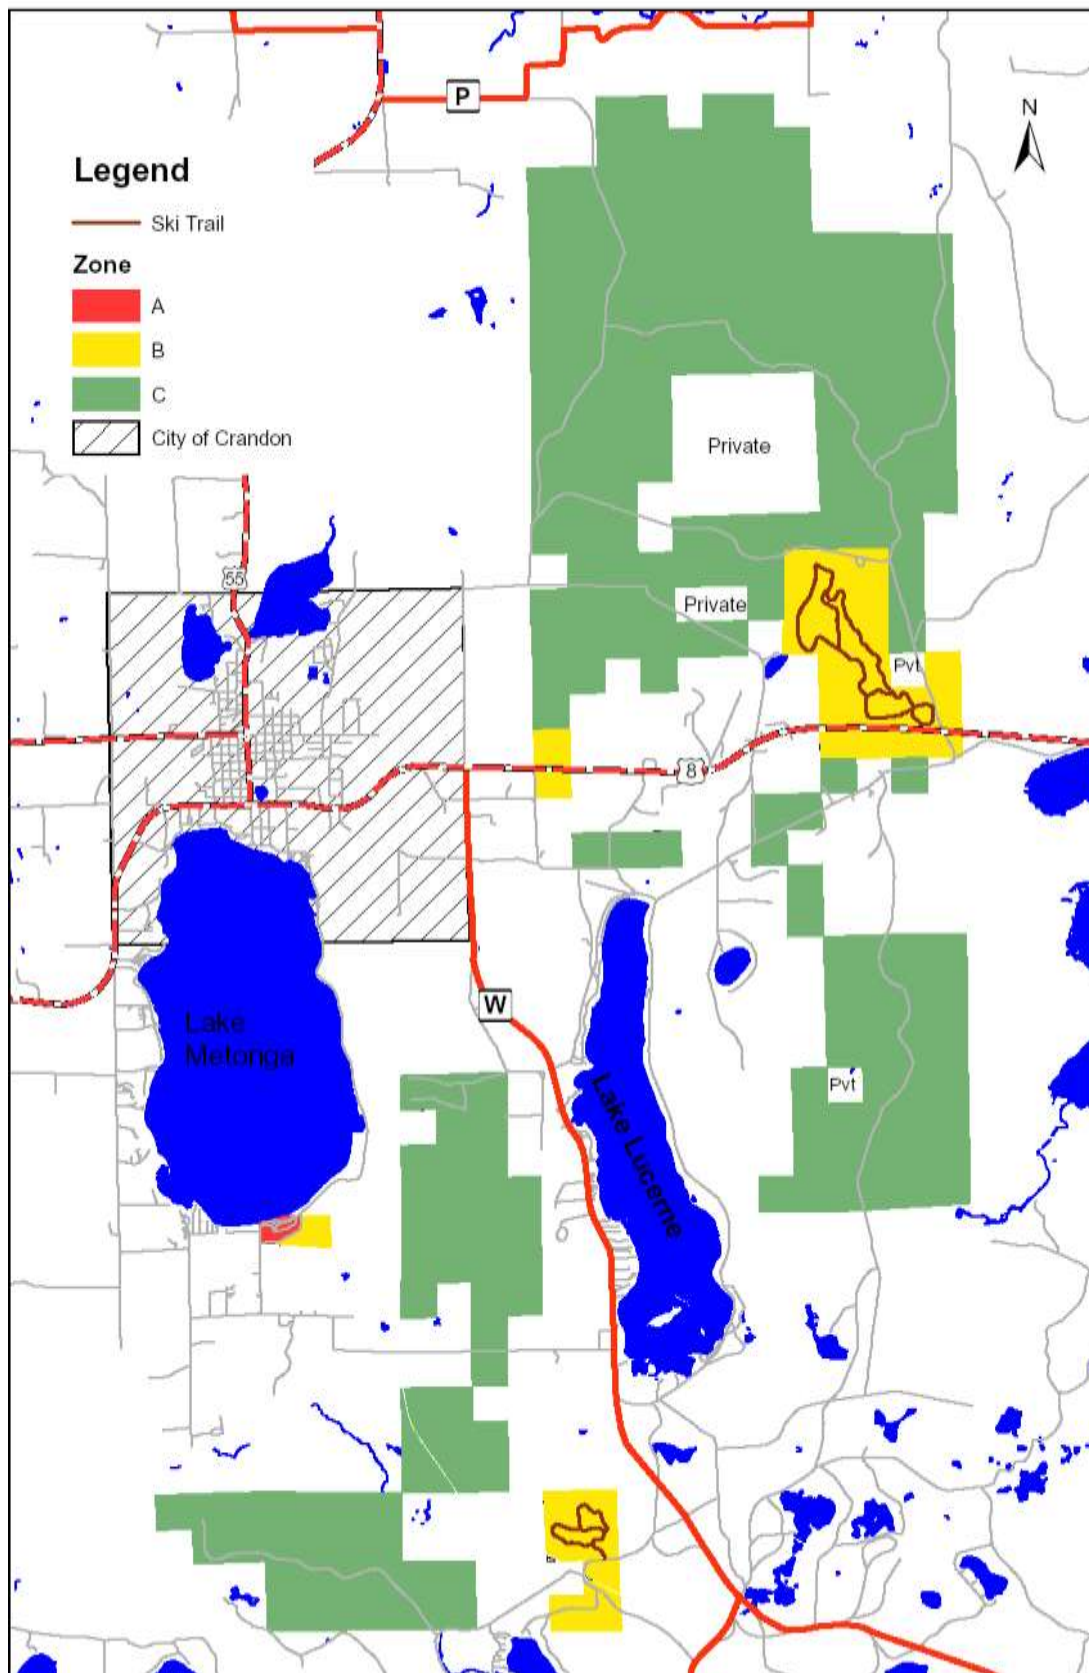 P
N
Legend
Ski Trail
Zone
A
B
C
City of Crandon
Private
55
Private
Pvt
8
W
Lake
Metonga
Lake Lucerne
Pvt